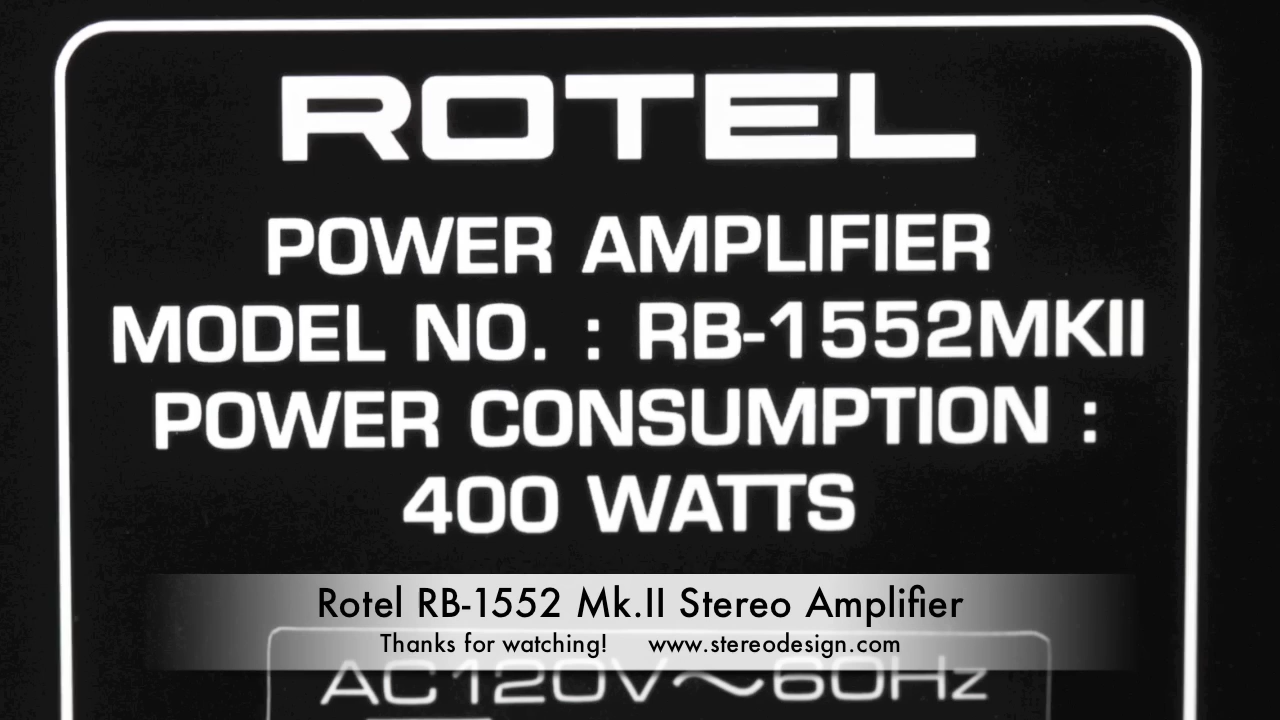 ROTEL
POWER AMPLIFIER
MODEL NO. : RB-1552MKII
POWER CONSUMPTION :
400 WATTS
Rotel RB-1552 Mk.II Stereo Amplifier
Thanks for watching! www.stereodesign.com
AC120V~60Hz